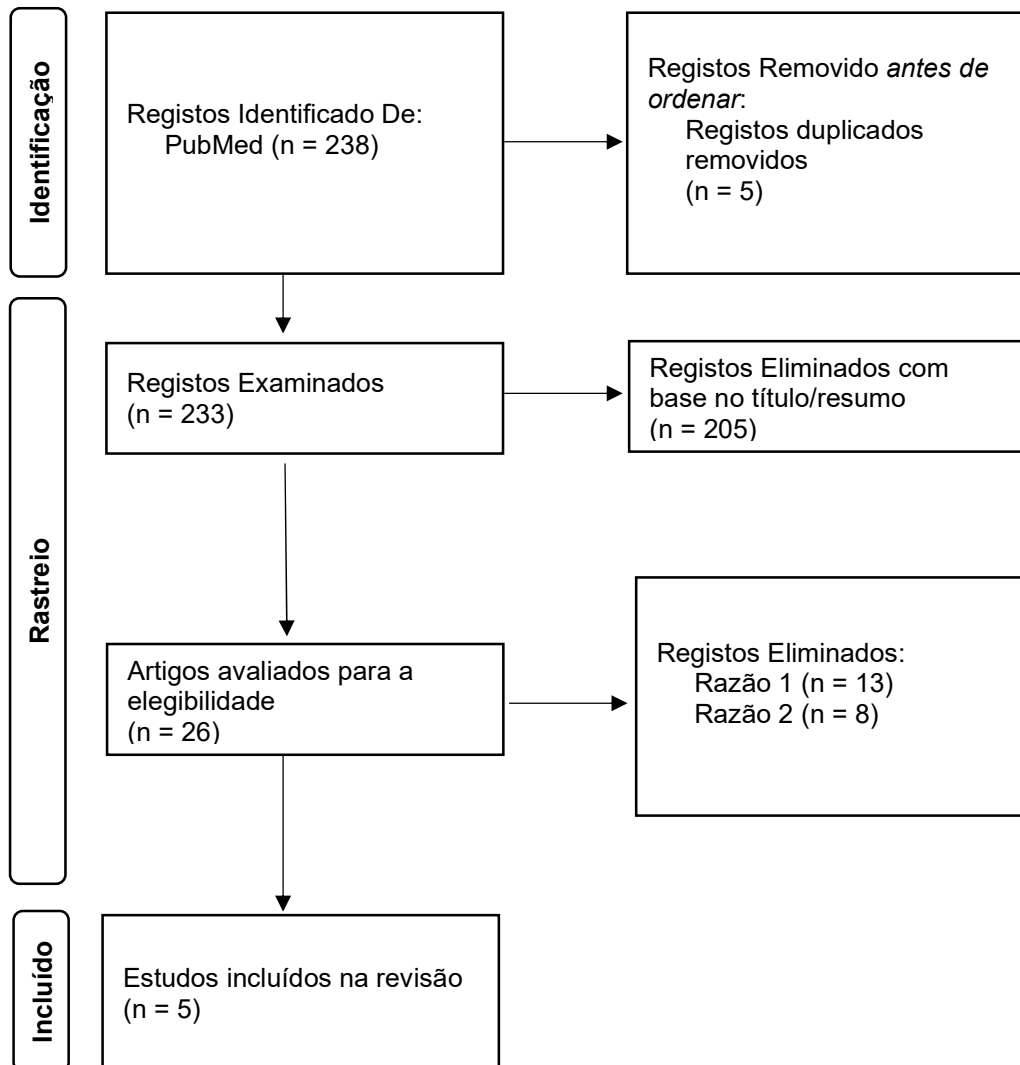 Identificação
Registos Identificado De:
PubMed (n = 238)
Registos Removido antes de
ordenar:
Registos duplicados
removidos
(n = 5)
Rastreio
Registos Examinados
(n = 233)
Registos Eliminados com
base no título/resumo
(n = 205)
Artigos avaliados para a
elegibilidade
(n = 26)
Registos Eliminados:
Razão 1 (n = 13)
Razão 2 (n = 8)
Incluído
Estudos incluídos na revisão
(n = 5)